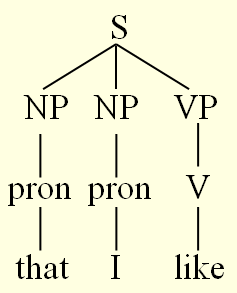 S
NP NP VP
pron pron V
that I like